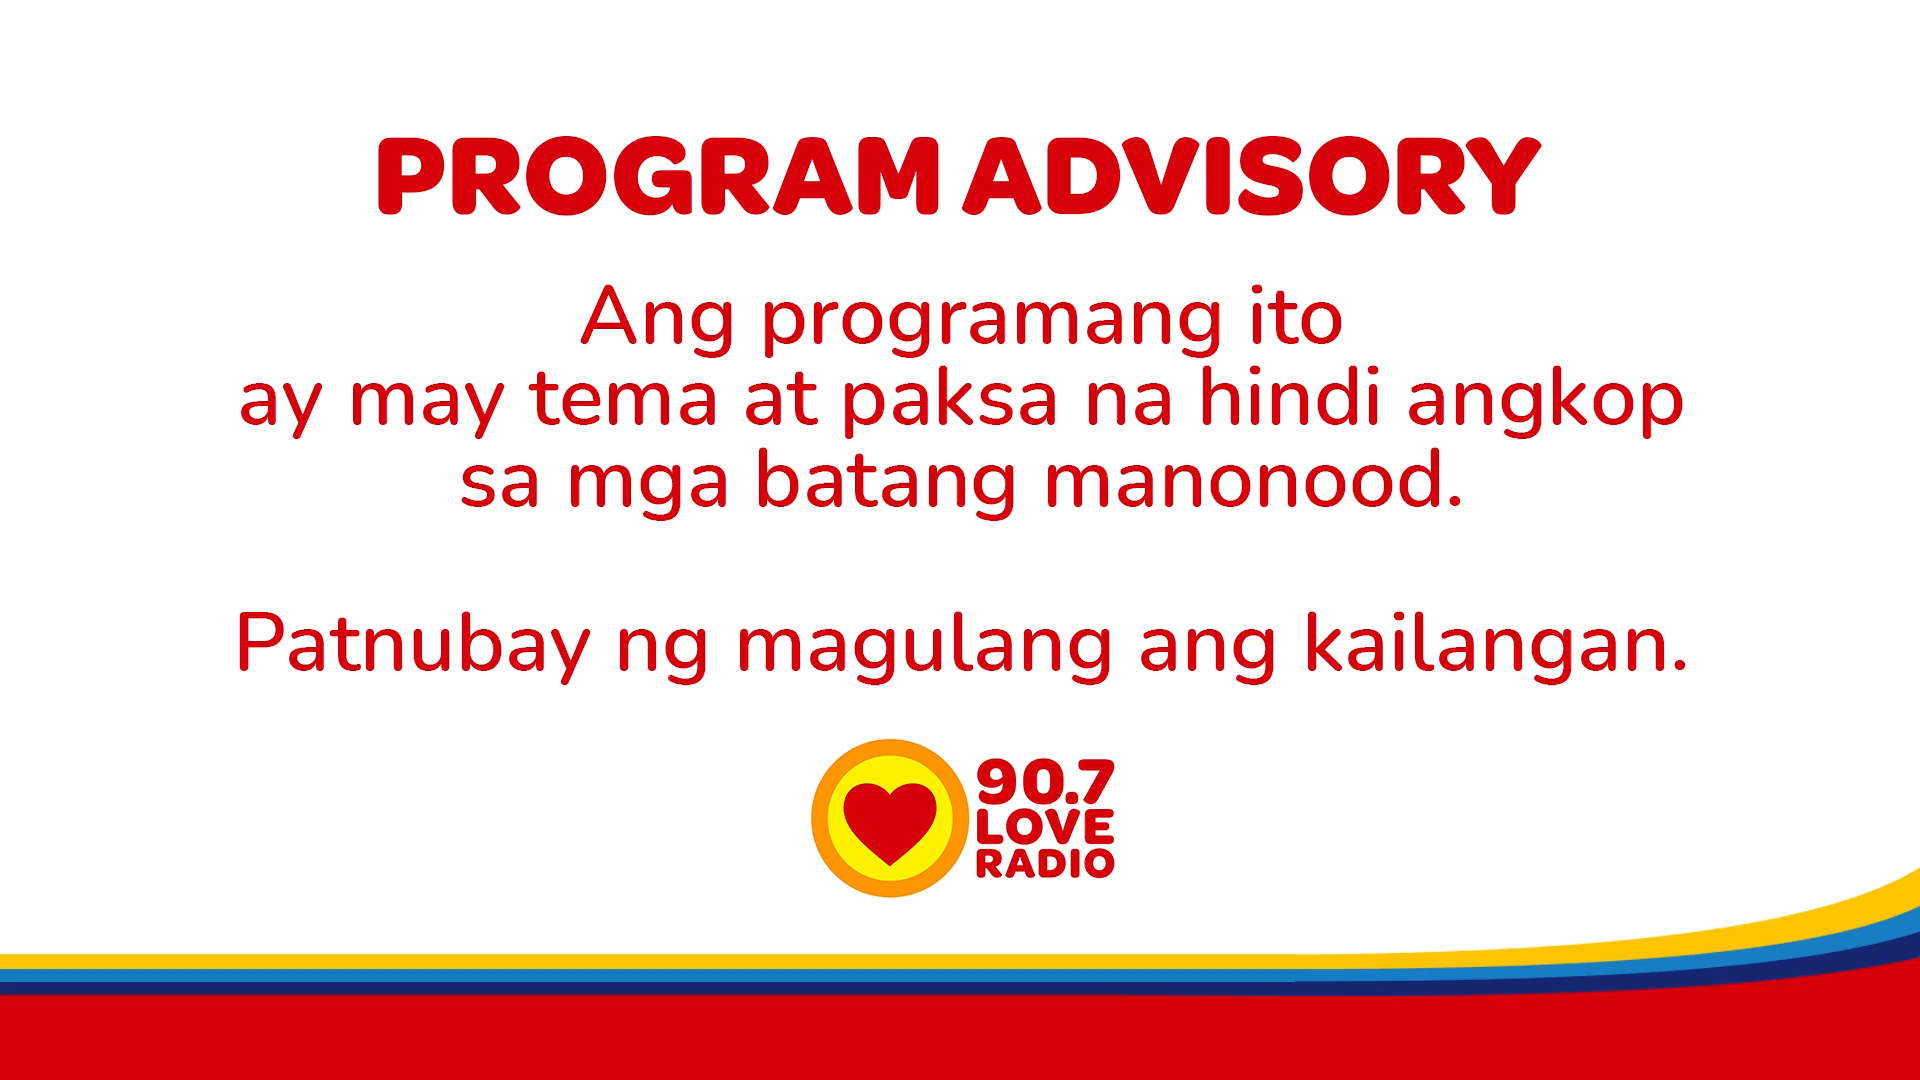 PROGRAM ADVISORY
Ang programang ito
ay may tema at paksa na hindi angkop
sa mga batang manonood.
Patnubay ng magulang ang kailangan.
90.7
LOVE
RADIO